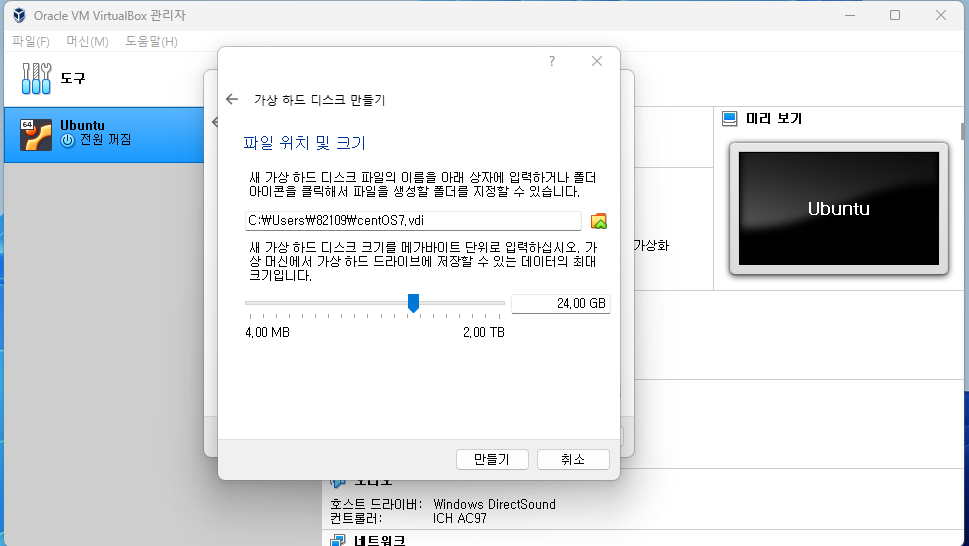 Oracle VM VirtualBox 관리자
파일(F) 머신(M) 도움말(H)
도구
64
Ubuntu
전원 꺼짐
?
가상 하드 디스크 만들기
파일 위치 및 크기
새 가상 하드 디스크 파일의 이름을 아래 상자에 입력하거나 폴더
아이콘을 클릭해서 파일을 생성할 폴더를 지정할 수 있습니다.
C:₩Users₩82109₩centOS7.vdi
새 가상 하드 디스크 크기를 메가바이트 단위로 입력하십시오. 가
상 머신에서 가상 하드 드라이브에 저장할 수 있는 데이터의 최대
크기입니다.
24.00 GB
4.00 MB 2.00 TB
만들기 취소
미리 보기
Ubuntu
가상화
오디오
호스트 드라이버: Windows DirectSound
컨트롤러: ICH AC97
네트워크